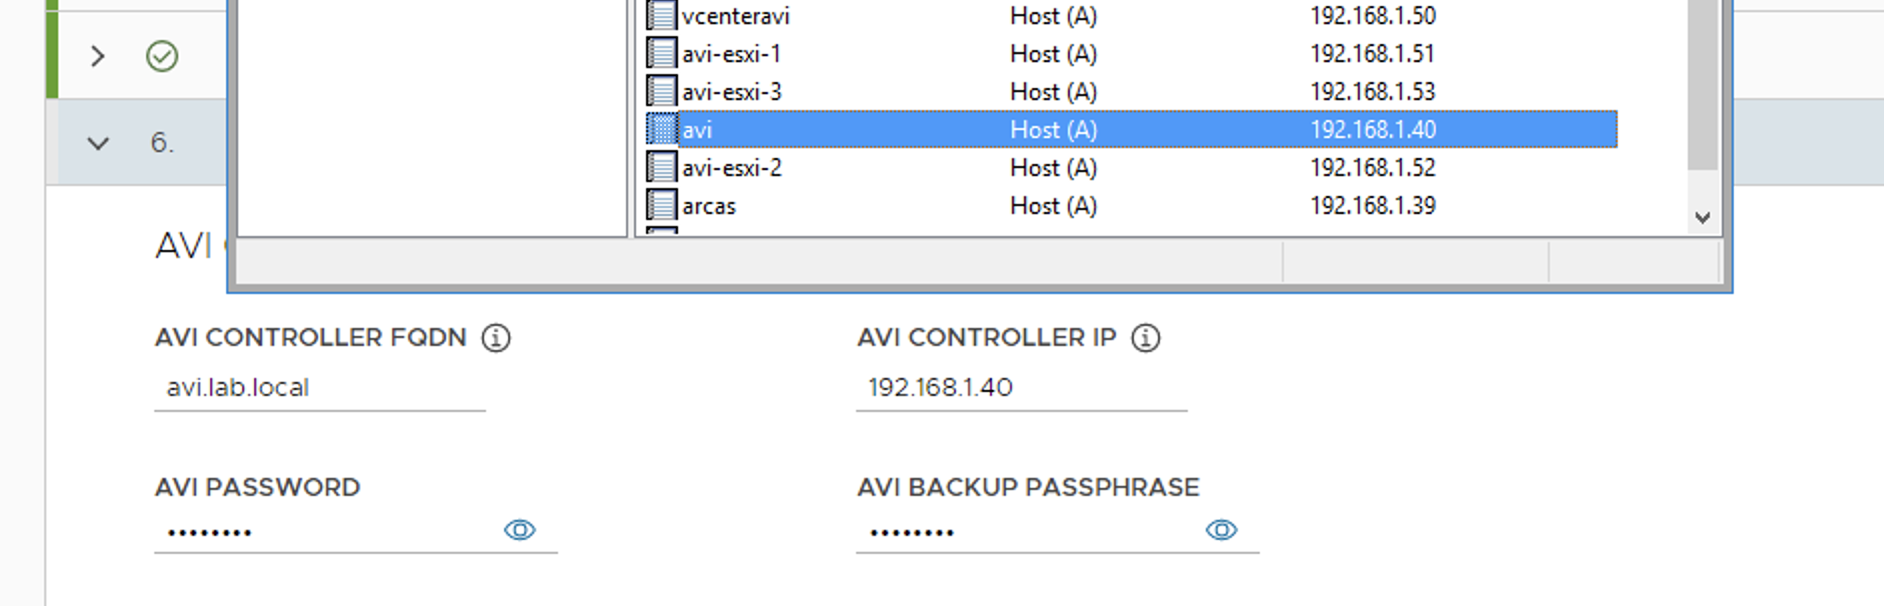 vcenteravi Host (A) 192.168.1.50
avi-esxi-1 Host (A) 192.168.1.51
avi-esxi-3 Host (A) 192.168.1.53
avi Host (A) 192.168.1.40
6.
avi-esxi-2 Host (A) 192.168.1.52
arcas Host (A) 192.168.1.39
AVI
AVI CONTROLLER FQDN AVI CONTROLLER IP
avi.lab.local 192.168.1.40
AVI PASSWORD AVI BACKUP PASSPHRASE
•••••••• ••••••••